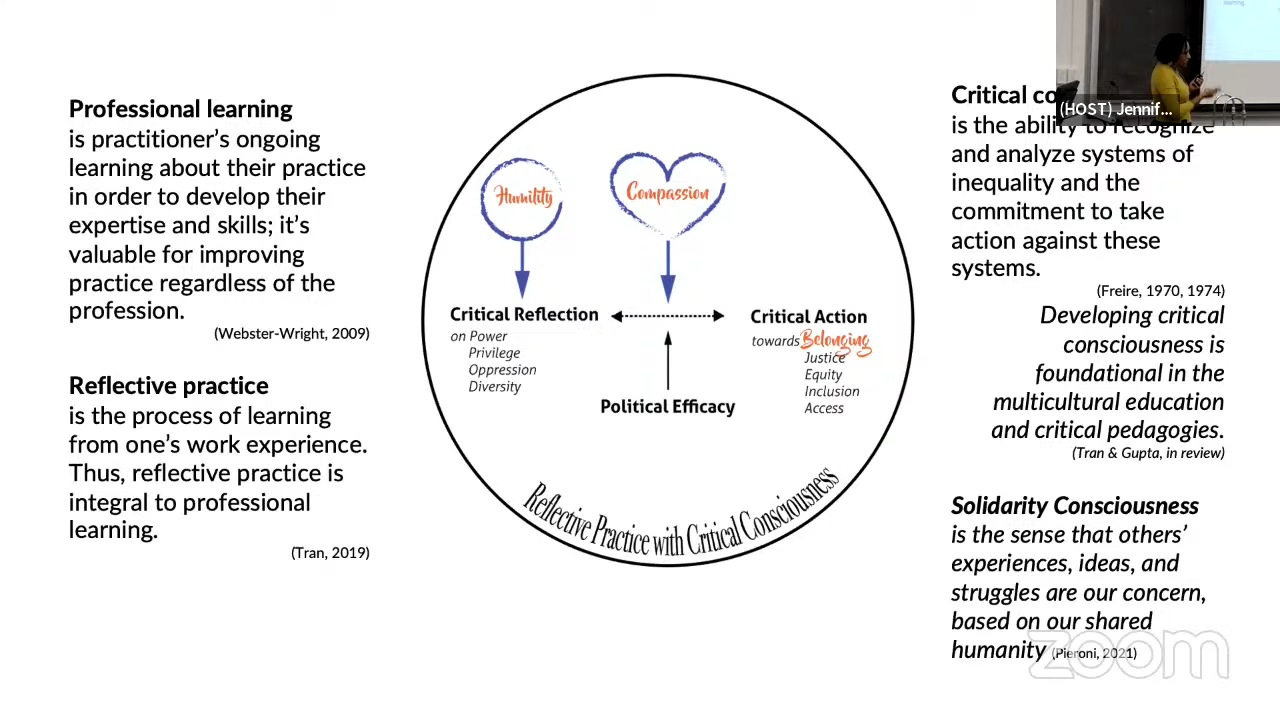 Professional learning
is practitioner's ongoing
learning about their practice
in order to develop their
expertise and skills; it's
valuable for improving
practice regardless of the
profession.
(Webster-Wright, 2009)
Reflective practice
is the process of learning
from one's work experience.
Thus, reflective practice is
integral to professional
learning.
(Tran, 2019)
Humility
Compassion
Critical Reflection
on Power
Privilege
Oppression
Diversity
Critical Action
towards Belonging
Justice
Equity
Inclusion
Access
Political Efficacy
Reflective Practice with Critical Consciousness
(HOST) Jennif...
Critical co
is the ability to recognize
and analyze systems of
inequality and the
commitment to take
action against these
systems.
(Freire, 1970, 1974)
Developing critical
consciousness is
foundational in the
multicultural education
and critical pedagogies.
(Tran & Gupta, in review)
Solidarity Consciousness
is the sense that others'
experiences, ideas, and
struggles are our concern,
based on our shared
humanity (Pieroni, 2021)
zoom